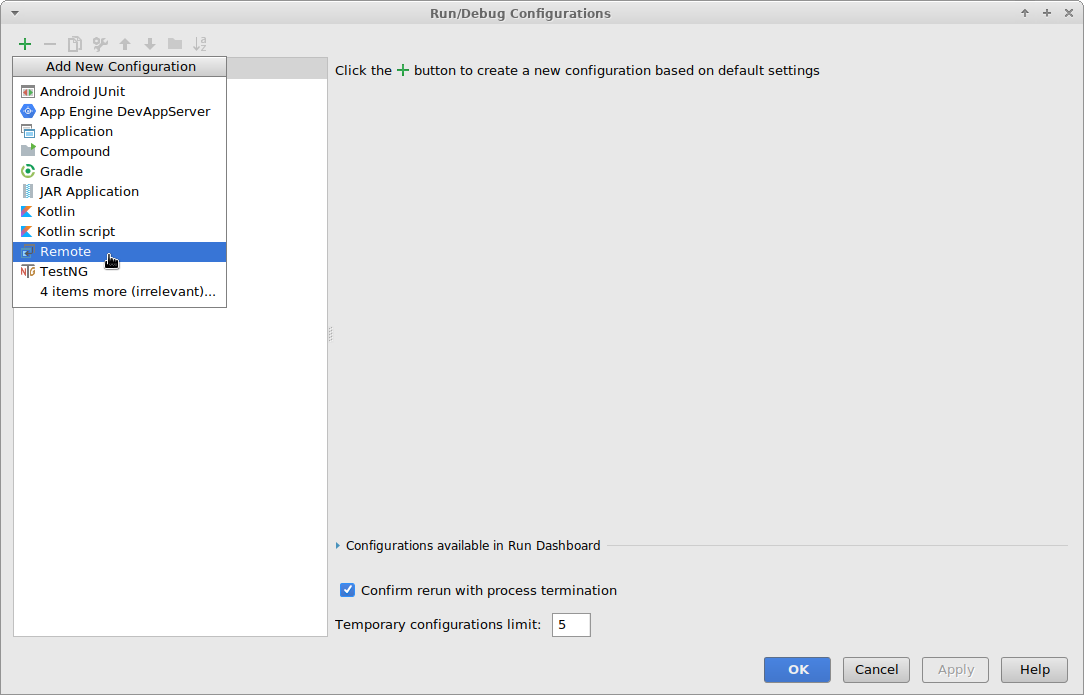 Run/Debug Configurations
Add New Configuration
Android JUnit
App Engine DevAppServer
Application
Compound
Gradle
JAR Application
Kotlin
Kotlin script
Remote
TestNG
4 items more (irrelevant)...
Click the + button to create a new configuration based on default settings
Configurations available in Run Dashboard
Confirm rerun with process termination
Temporary configurations limit: 5
OK Cancel Apply Help